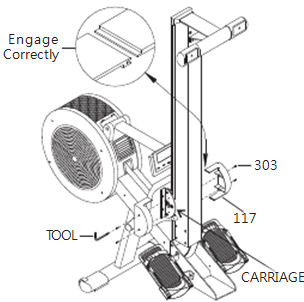 Engage
Correctly
303
117
TOOL
CARRIAGE